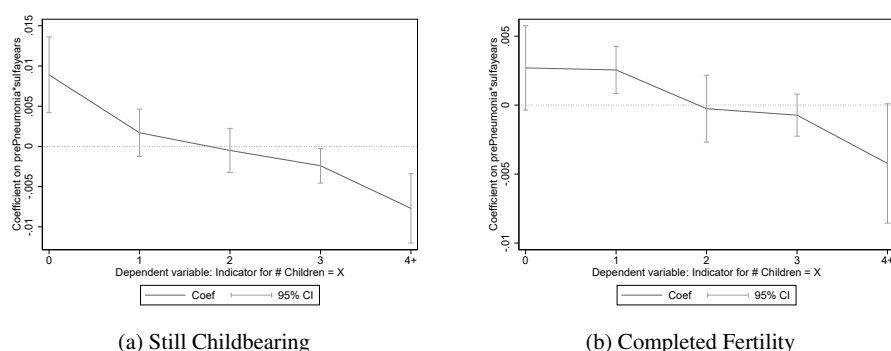 Coefficient on prePneumonia*sulfayears
.015
.01
.005
0
-.005
-.01
0 1 2 3 4+
Dependent variable: Indicator for # Children = X
Coef 95% CI
(a) Still Childbearing
Coefficient on prePneumonia*sulfayears
.005
0
-.005
-.01
0 1 2 3 4+
Dependent variable: Indicator for # Children = X
Coef 95% CI
(b) Completed Fertility